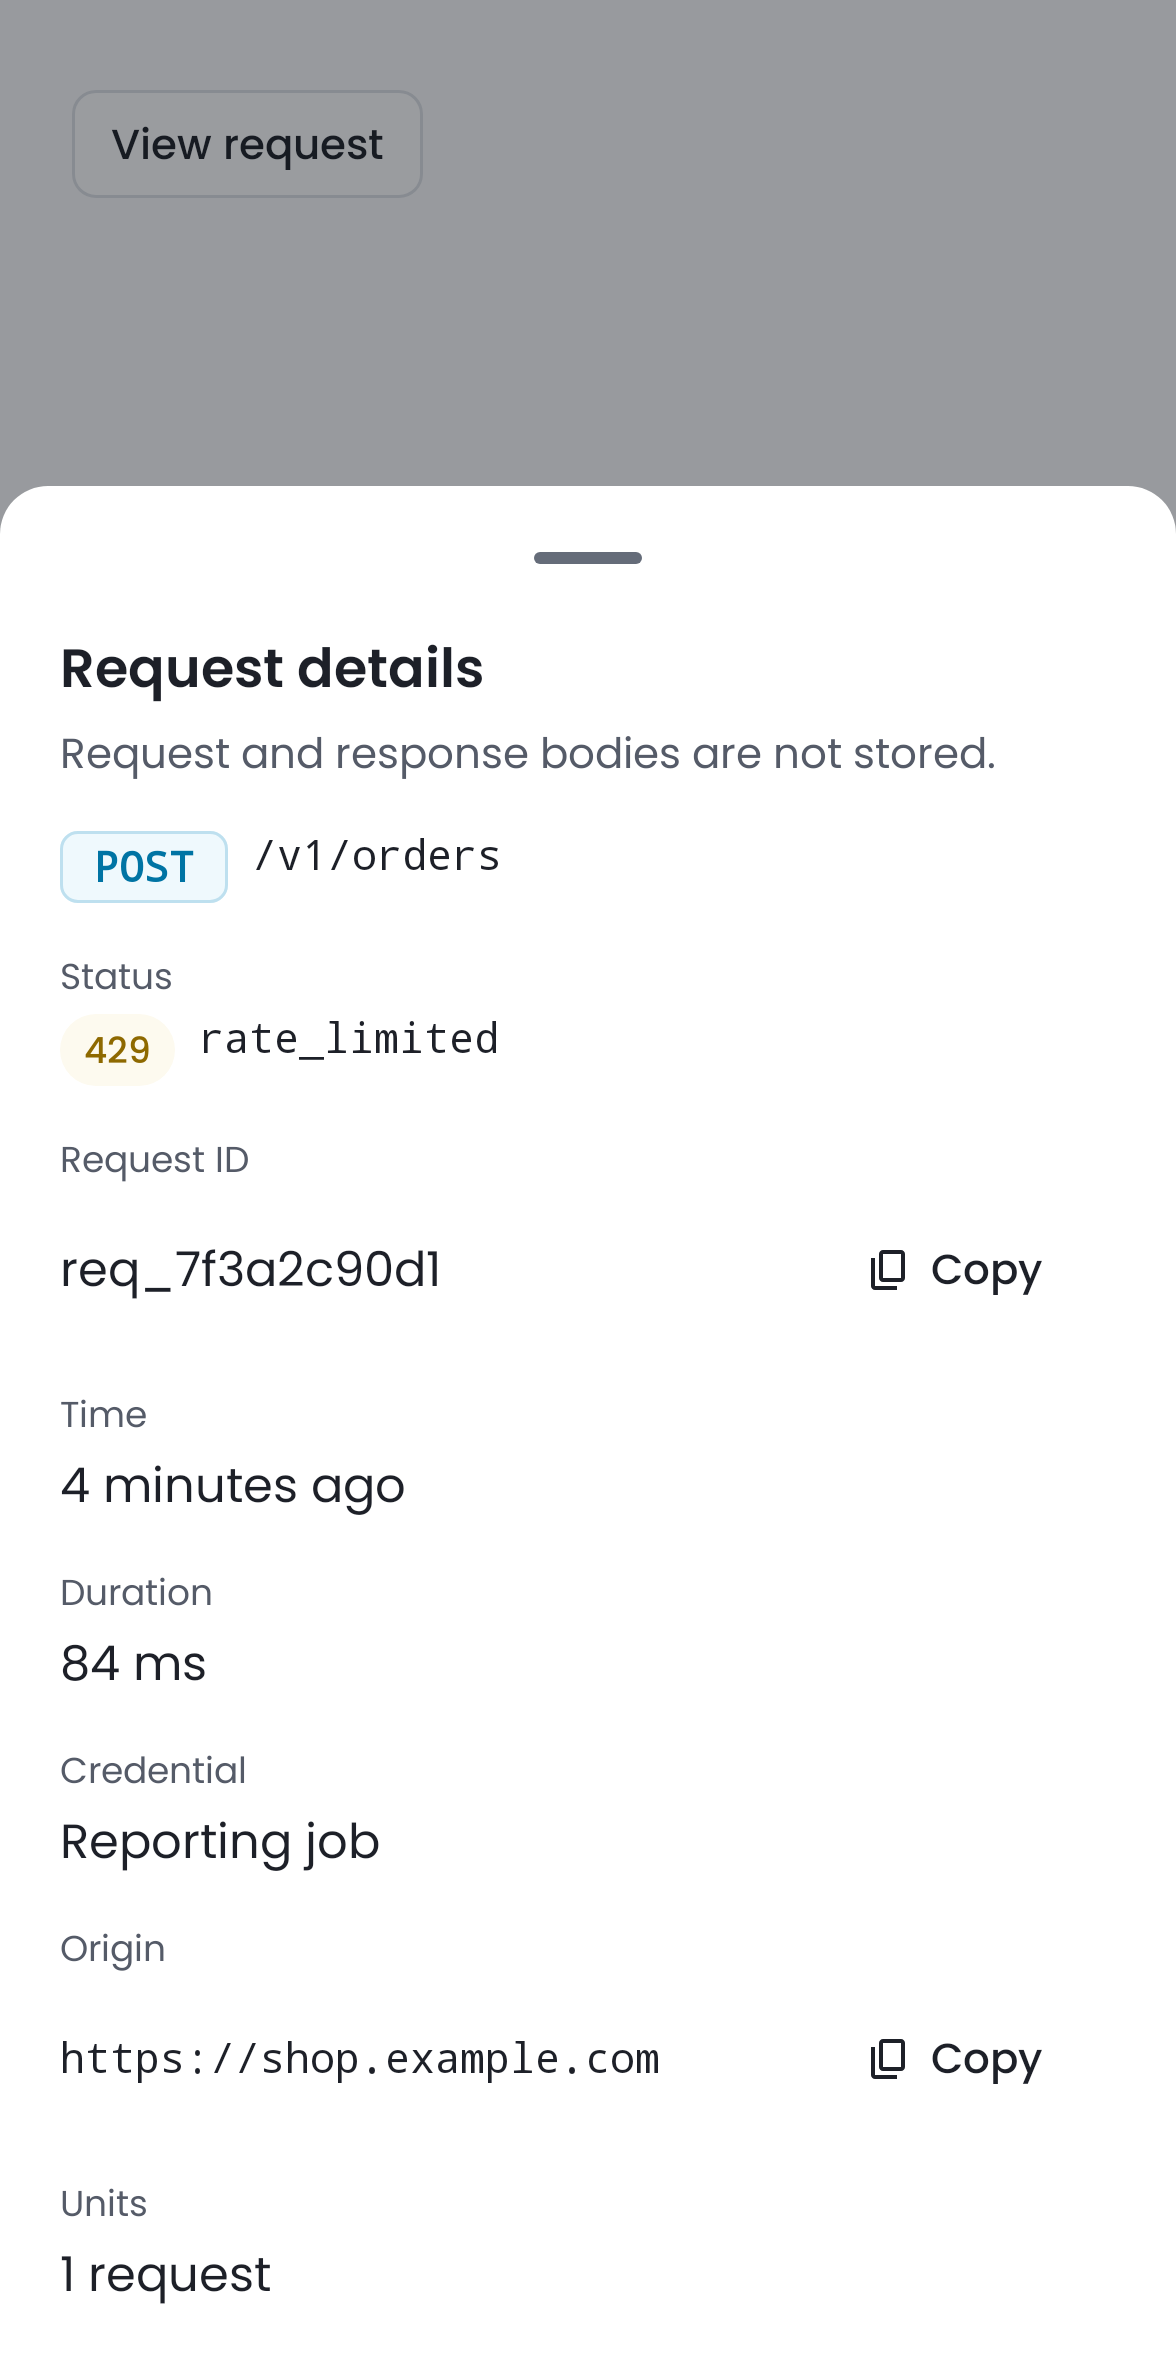 View request
Request details
Request and response bodies are not stored.
POST /v1/orders
Status
429 rate_limited
Request ID
req_7f3a2c90d1 Copy
Time
4 minutes ago
Duration
84 ms
Credential
Reporting job
Origin
https://shop.example.com Copy
Units
1 request